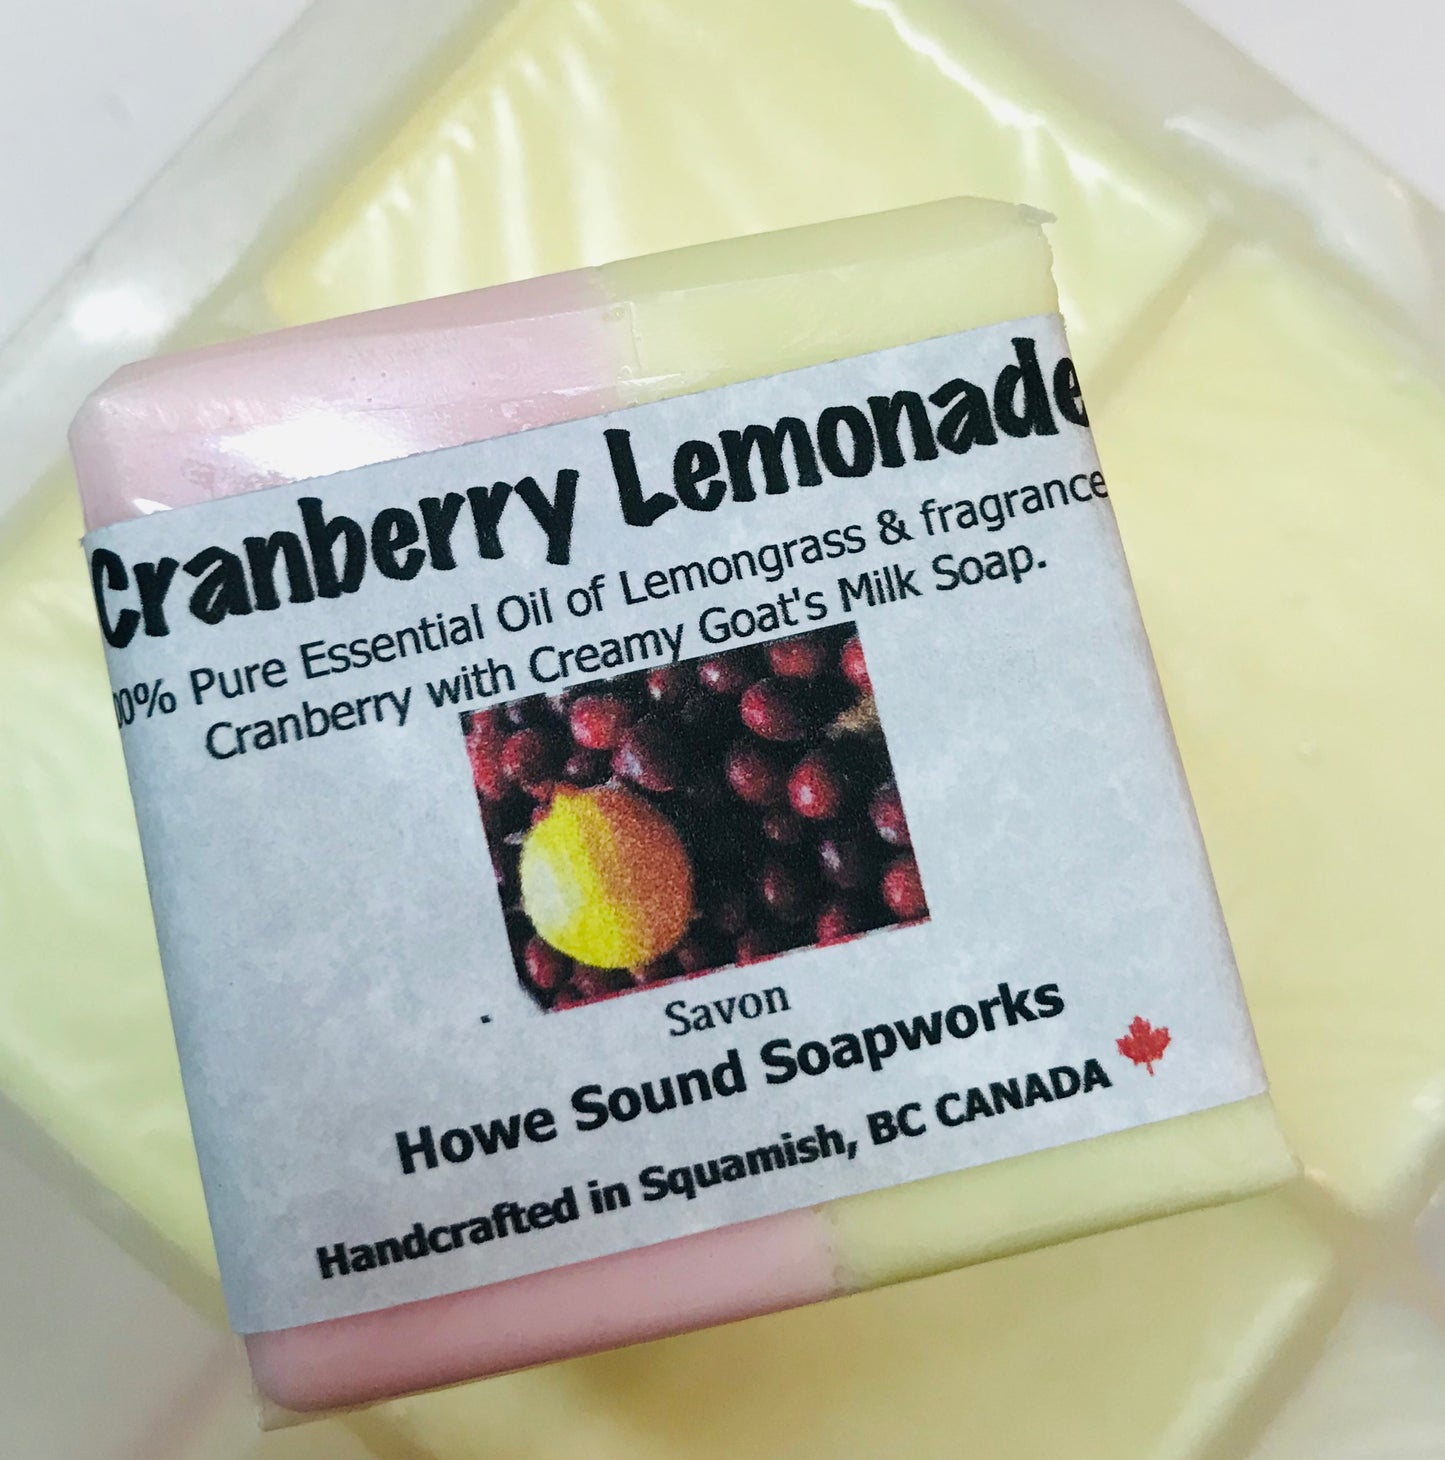 Cranberry Lemonade
00% Pure Essential Oil of Lemongrass & fragrance
Cranberry with Creamy Goat's Milk Soap.
Savon
Howe Sound Soapworks
Handcrafted in Squamish, BC CANADA